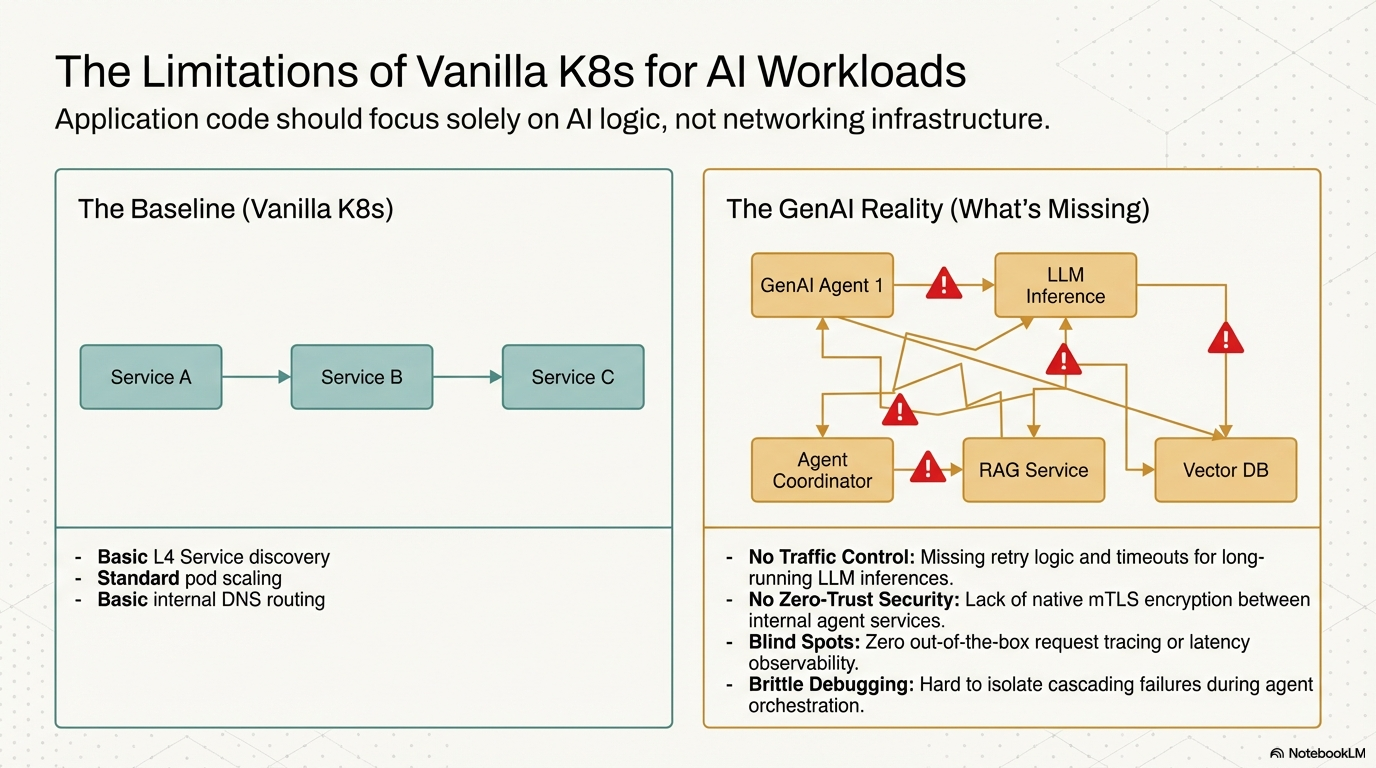 The Limitations of Vanilla K8s for AI Workloads
Application code should focus solely on AI logic, not networking infrastructure.
The Baseline (Vanilla K8s)
Service A
Service B
Service C
- Basic L4 Service discovery
- Standard pod scaling
- Basic internal DNS routing
The GenAI Reality (What's Missing)
GenAI Agent 1
LLM
Inference
Agent
Coordinator
RAG Service
Vector DB
- No Traffic Control: Missing retry logic and timeouts for long-
running LLM inferences.
- No Zero-Trust Security: Lack of native mTLS encryption between
internal agent services.
- Blind Spots: Zero out-of-the-box request tracing or latency
observability.
- Brittle Debugging: Hard to isolate cascading failures during agent
orchestration.
NotebookLM